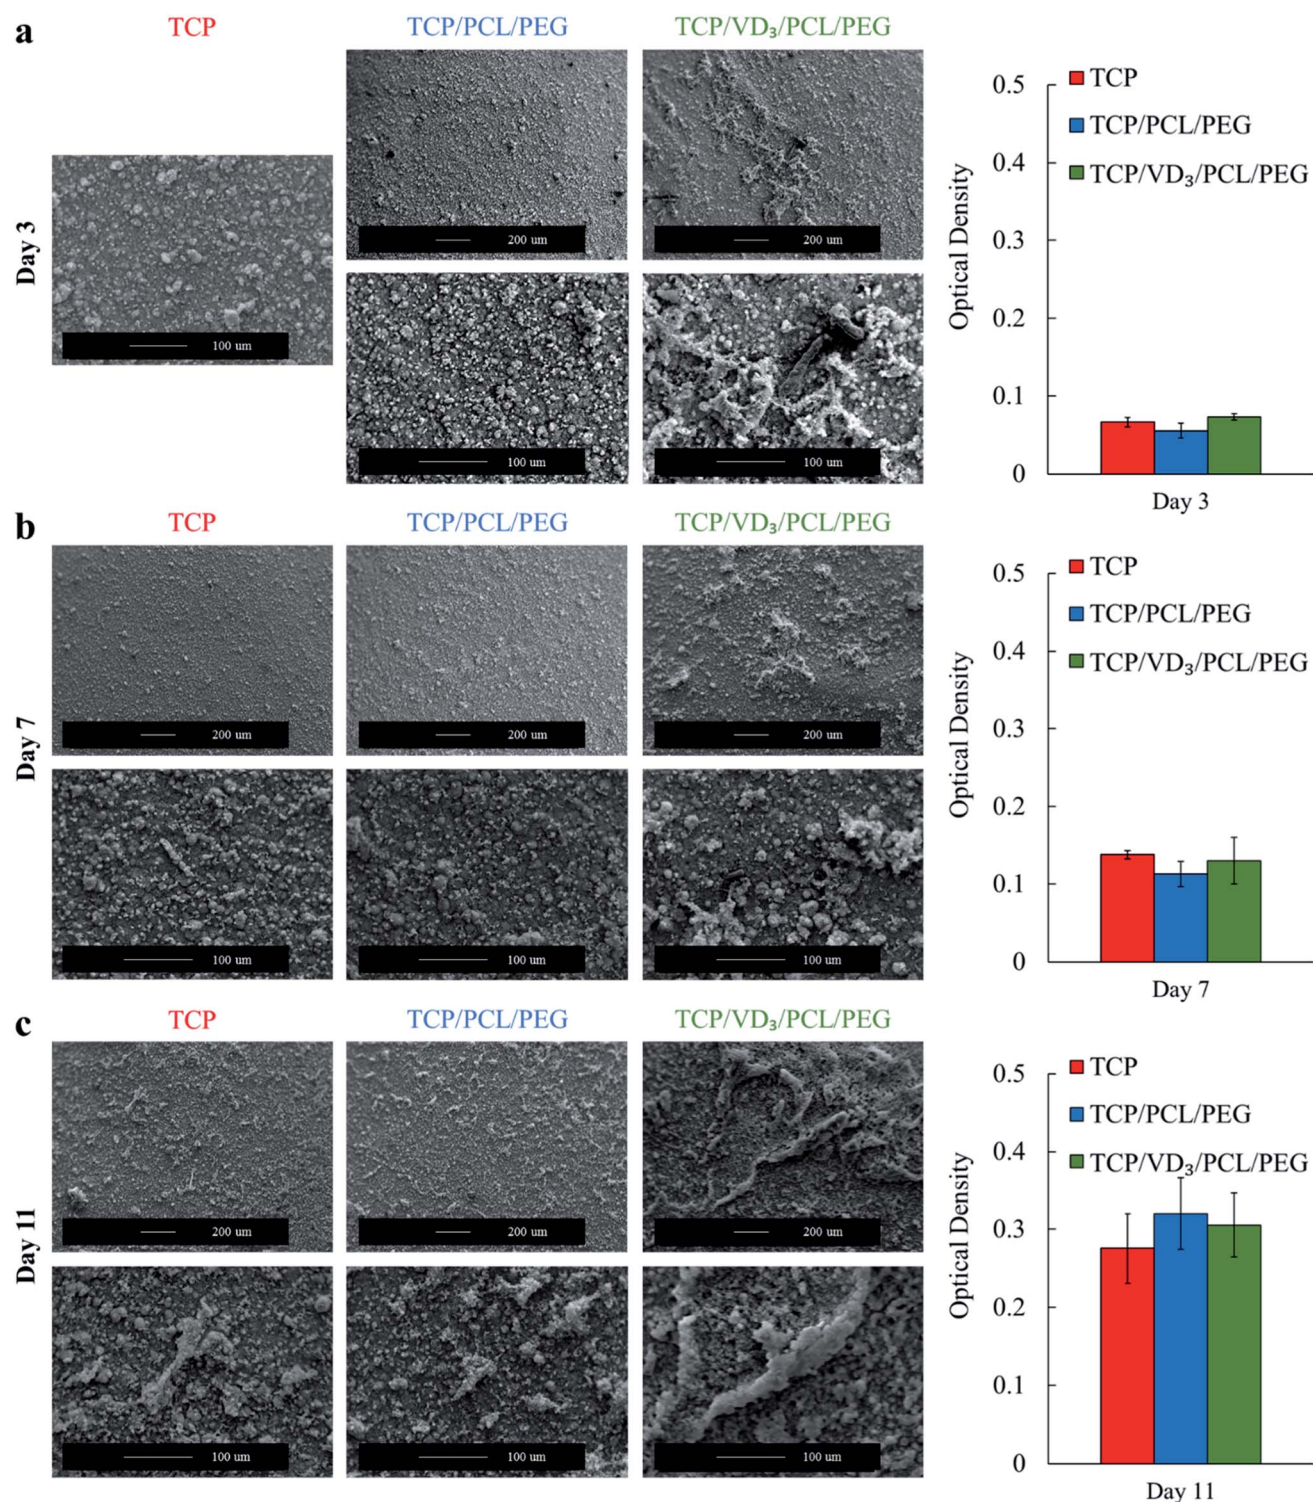 a
TCP
TCP/PCL/PEG
TCP/VD₃/PCL/PEG
Day 3
100 um
200 um
200 um
100 um
100 um
Optical Density
0.5
0.4
0.3
0.2
0.1
0
TCP
TCP/PCL/PEG
TCP/VD₃/PCL/PEG
Day 3
b
TCP
TCP/PCL/PEG
TCP/VD₃/PCL/PEG
Day 7
200 um
200 um
200 um
100 um
100 um
100 um
Optical Density
0.5
0.4
0.3
0.2
0.1
0
TCP
TCP/PCL/PEG
TCP/VD₃/PCL/PEG
Day 7
c
TCP
TCP/PCL/PEG
TCP/VD₃/PCL/PEG
Day 11
200 um
200 um
200 um
100 um
100 um
100 um
Optical Density
0.5
0.4
0.3
0.2
0.1
0
TCP
TCP/PCL/PEG
TCP/VD₃/PCL/PEG
Day 11